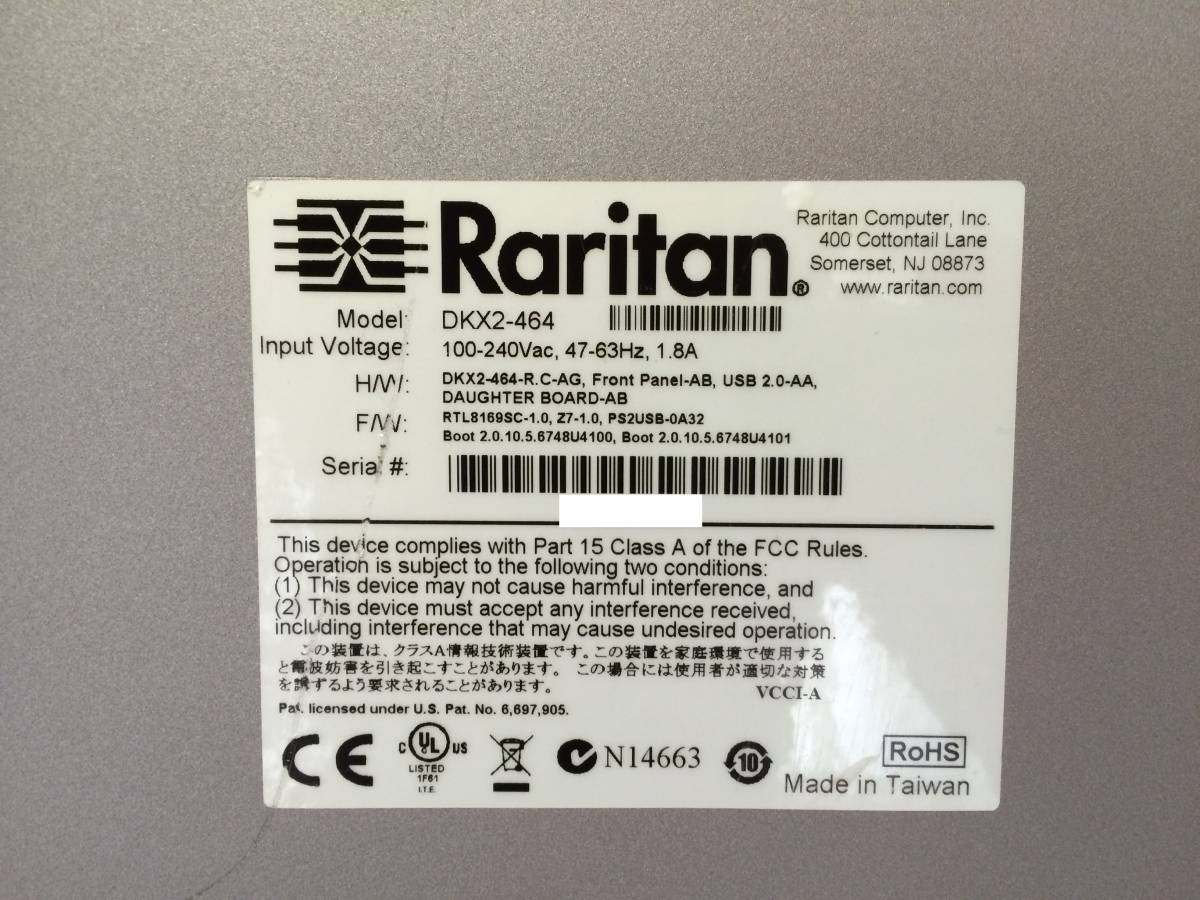 Raritan®
Raritan Computer, Inc.
400 Cottontail Lane
Somerset, NJ 08873
www.raritan.com
Model: DKX2-464
Input Voltage: 100-240Vac, 47-63Hz, 1.8A
H/W: DKX2-464-R.C-AG, Front Panel-AB, USB 2.0-AA,
DAUGHTER BOARD-AB
F/W: RTL8169SC-1.0, Z7-1.0, PS2USB-0A32
Boot 2.0.10.5.6748U4100, Boot 2.0.10.5.6748U4101
Serial #:
This device complies with Part 15 Class A of the FCC Rules.
Operation is subject to the following two conditions:
(1) This device may not cause harmful interference, and
(2) This device must accept any interference received,
including interference that may cause undesired operation.
この装置は、クラスA情報技術装置です。この装置を家庭環境で使用する
と電波妨害を引き起こすことがあります。 この場合には使用者が適切な対策
を講ずるよう要求されることがあります。
VCCI-A
Pat. licensed under U.S. Pat. No. 6,697,905.
CE
C UL US
LISTED
1F61
I.T.E.
N14663
10
RoHS
Made in Taiwan